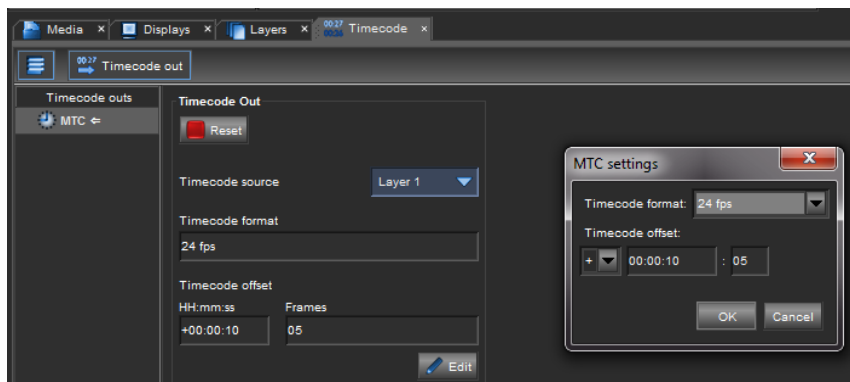 Media × Displays × Layers × 00:27 00:36 Timecode ×
00:27 Timecode out
Timecode outs
MTC ⇐
Timecode Out
Reset
Timecode source Layer 1
Timecode format
24 fps
Timecode offset
HH:mm:ss Frames
+00:00:10 05
Edit
MTC settings
Timecode format: 24 fps
Timecode offset:
+ 00:00:10 : 05
OK Cancel